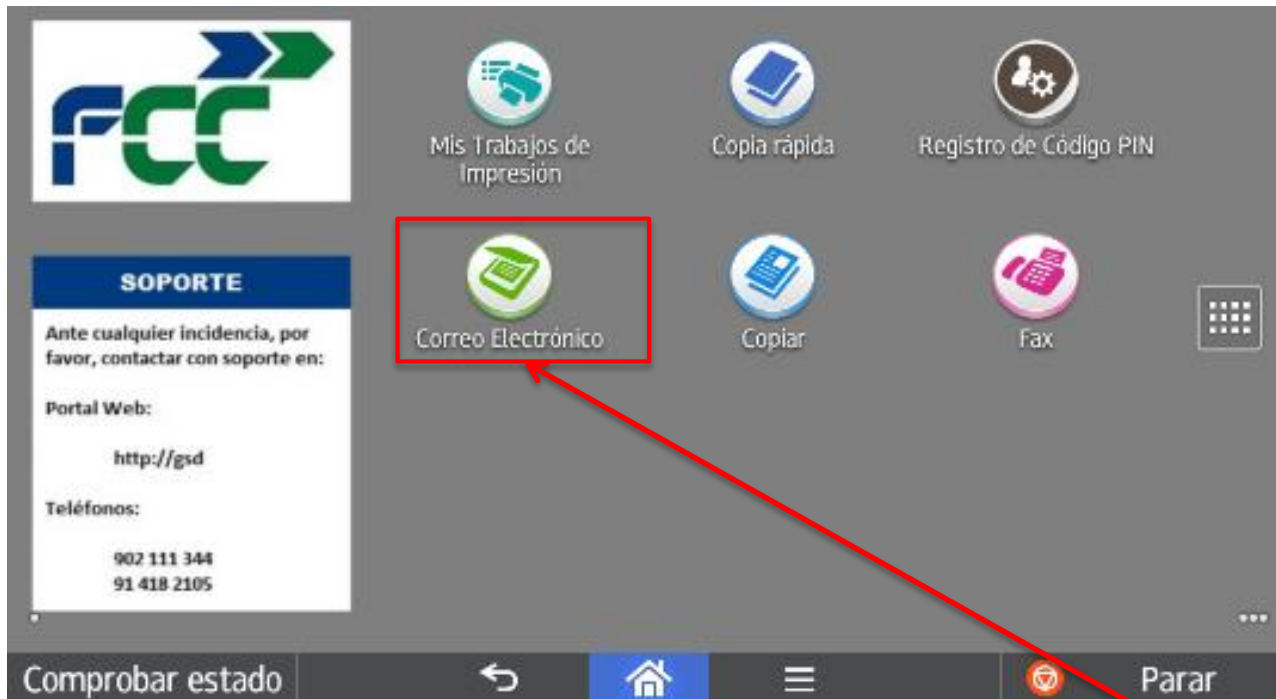 FCC
Mis Trabajos de
Impresión
Copia rápida
Registro de Código PIN
Correo Electrónico
Copiar
Fax
SOPORTE
Ante cualquier incidencia, por
favor, contactar con soporte en:
Portal Web:
http://gsd
Teléfonos:
902 111 344
91 418 2105
Comprobar estado
Parar